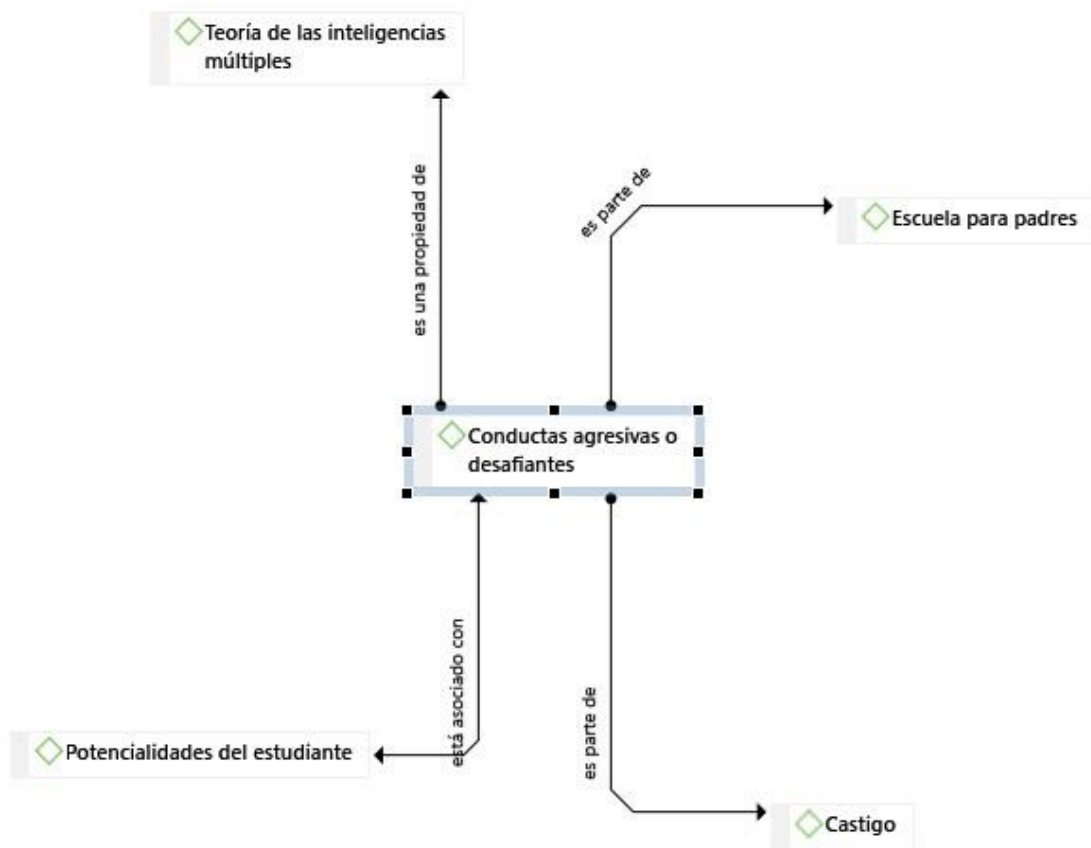 Teoría de las inteligencias
múltiples
es una propiedad de
es parte de
Escuela para padres
Conductas agresivas o
desafiantes
está asociado con
es parte de
Potencialidades del estudiante
Castigo